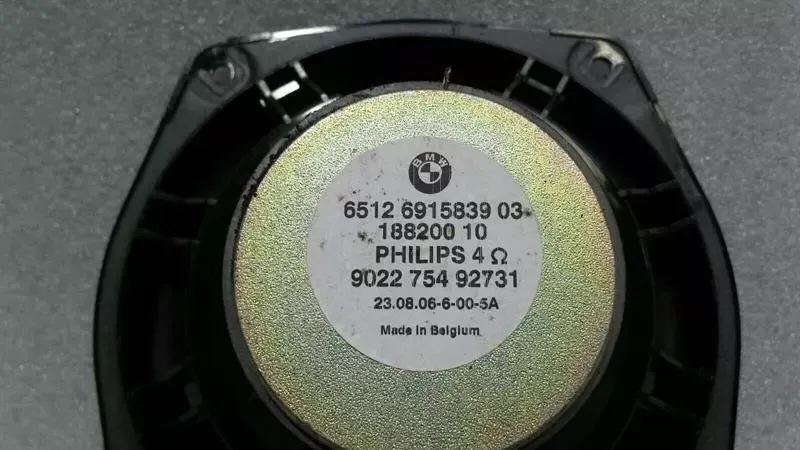 BMW
6512 6915839 03
188200 10
PHILIPS 4 Ω
9022 754 92731
23.08.06-6-00-5A
Made in Belgium